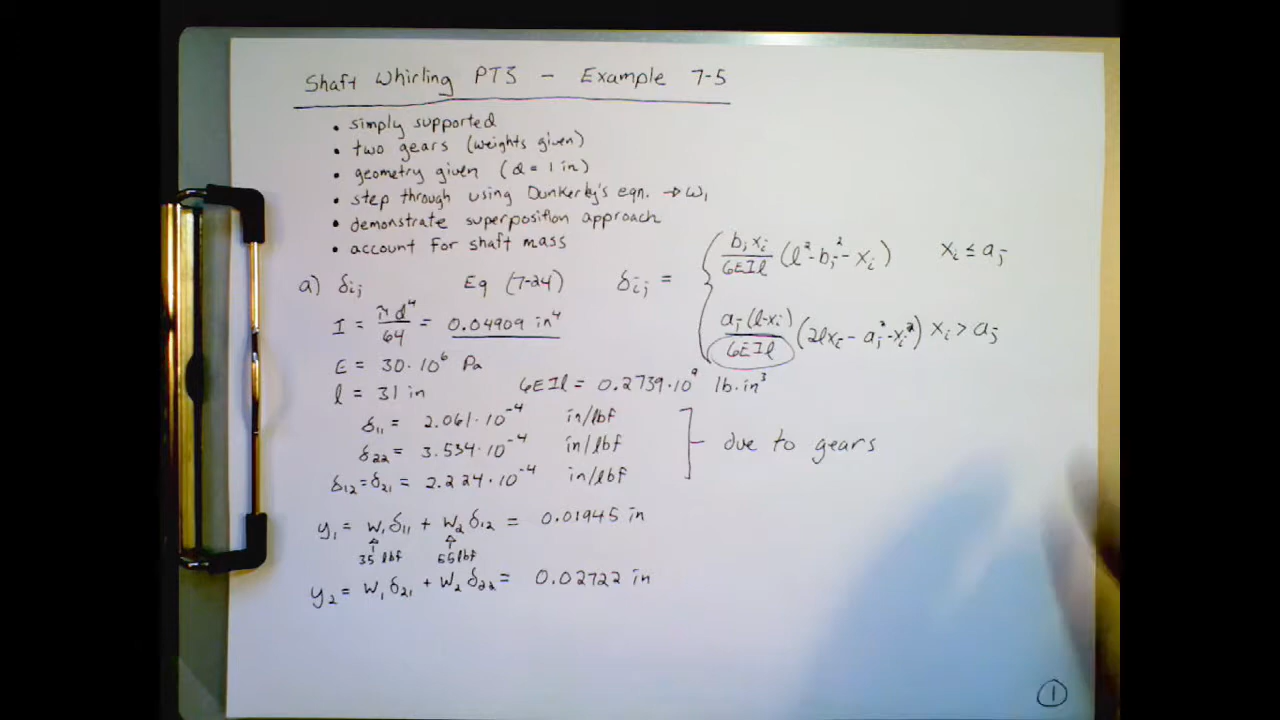 Shaft Whirling PT3 - Example 7-5
• simply supported
• two gears (weights given)
• geometry given (d = 1 in)
• step through using Dunkerly's eqn. → ω₁
• demonstrate superposition approach
• account for shaft mass
a) δij Eq (7-24) δij = { bjxi/6EIl (l² - bj² - xi) xi ≤ aj
aj(l-xi)/6EIl (2lxi - aj² - xi²) xi > aj
I = πd⁴/64 = 0.04909 in⁴
E = 30·10⁶ Pa
l = 31 in 6EIl = 0.2739·10⁹ lb·in³
δ₁₁ = 2.061·10⁻⁴ in/lbf
δ₂₂ = 3.534·10⁻⁴ in/lbf ] due to gears
δ₁₂=δ₂₁ = 2.224·10⁻⁴ in/lbf
y₁ = w₁δ₁₁ + w₂δ₁₂ = 0.01945 in
35 lbf 55 lbf
y₂ = w₁δ₂₁ + w₂δ₂₂ = 0.02722 in
1